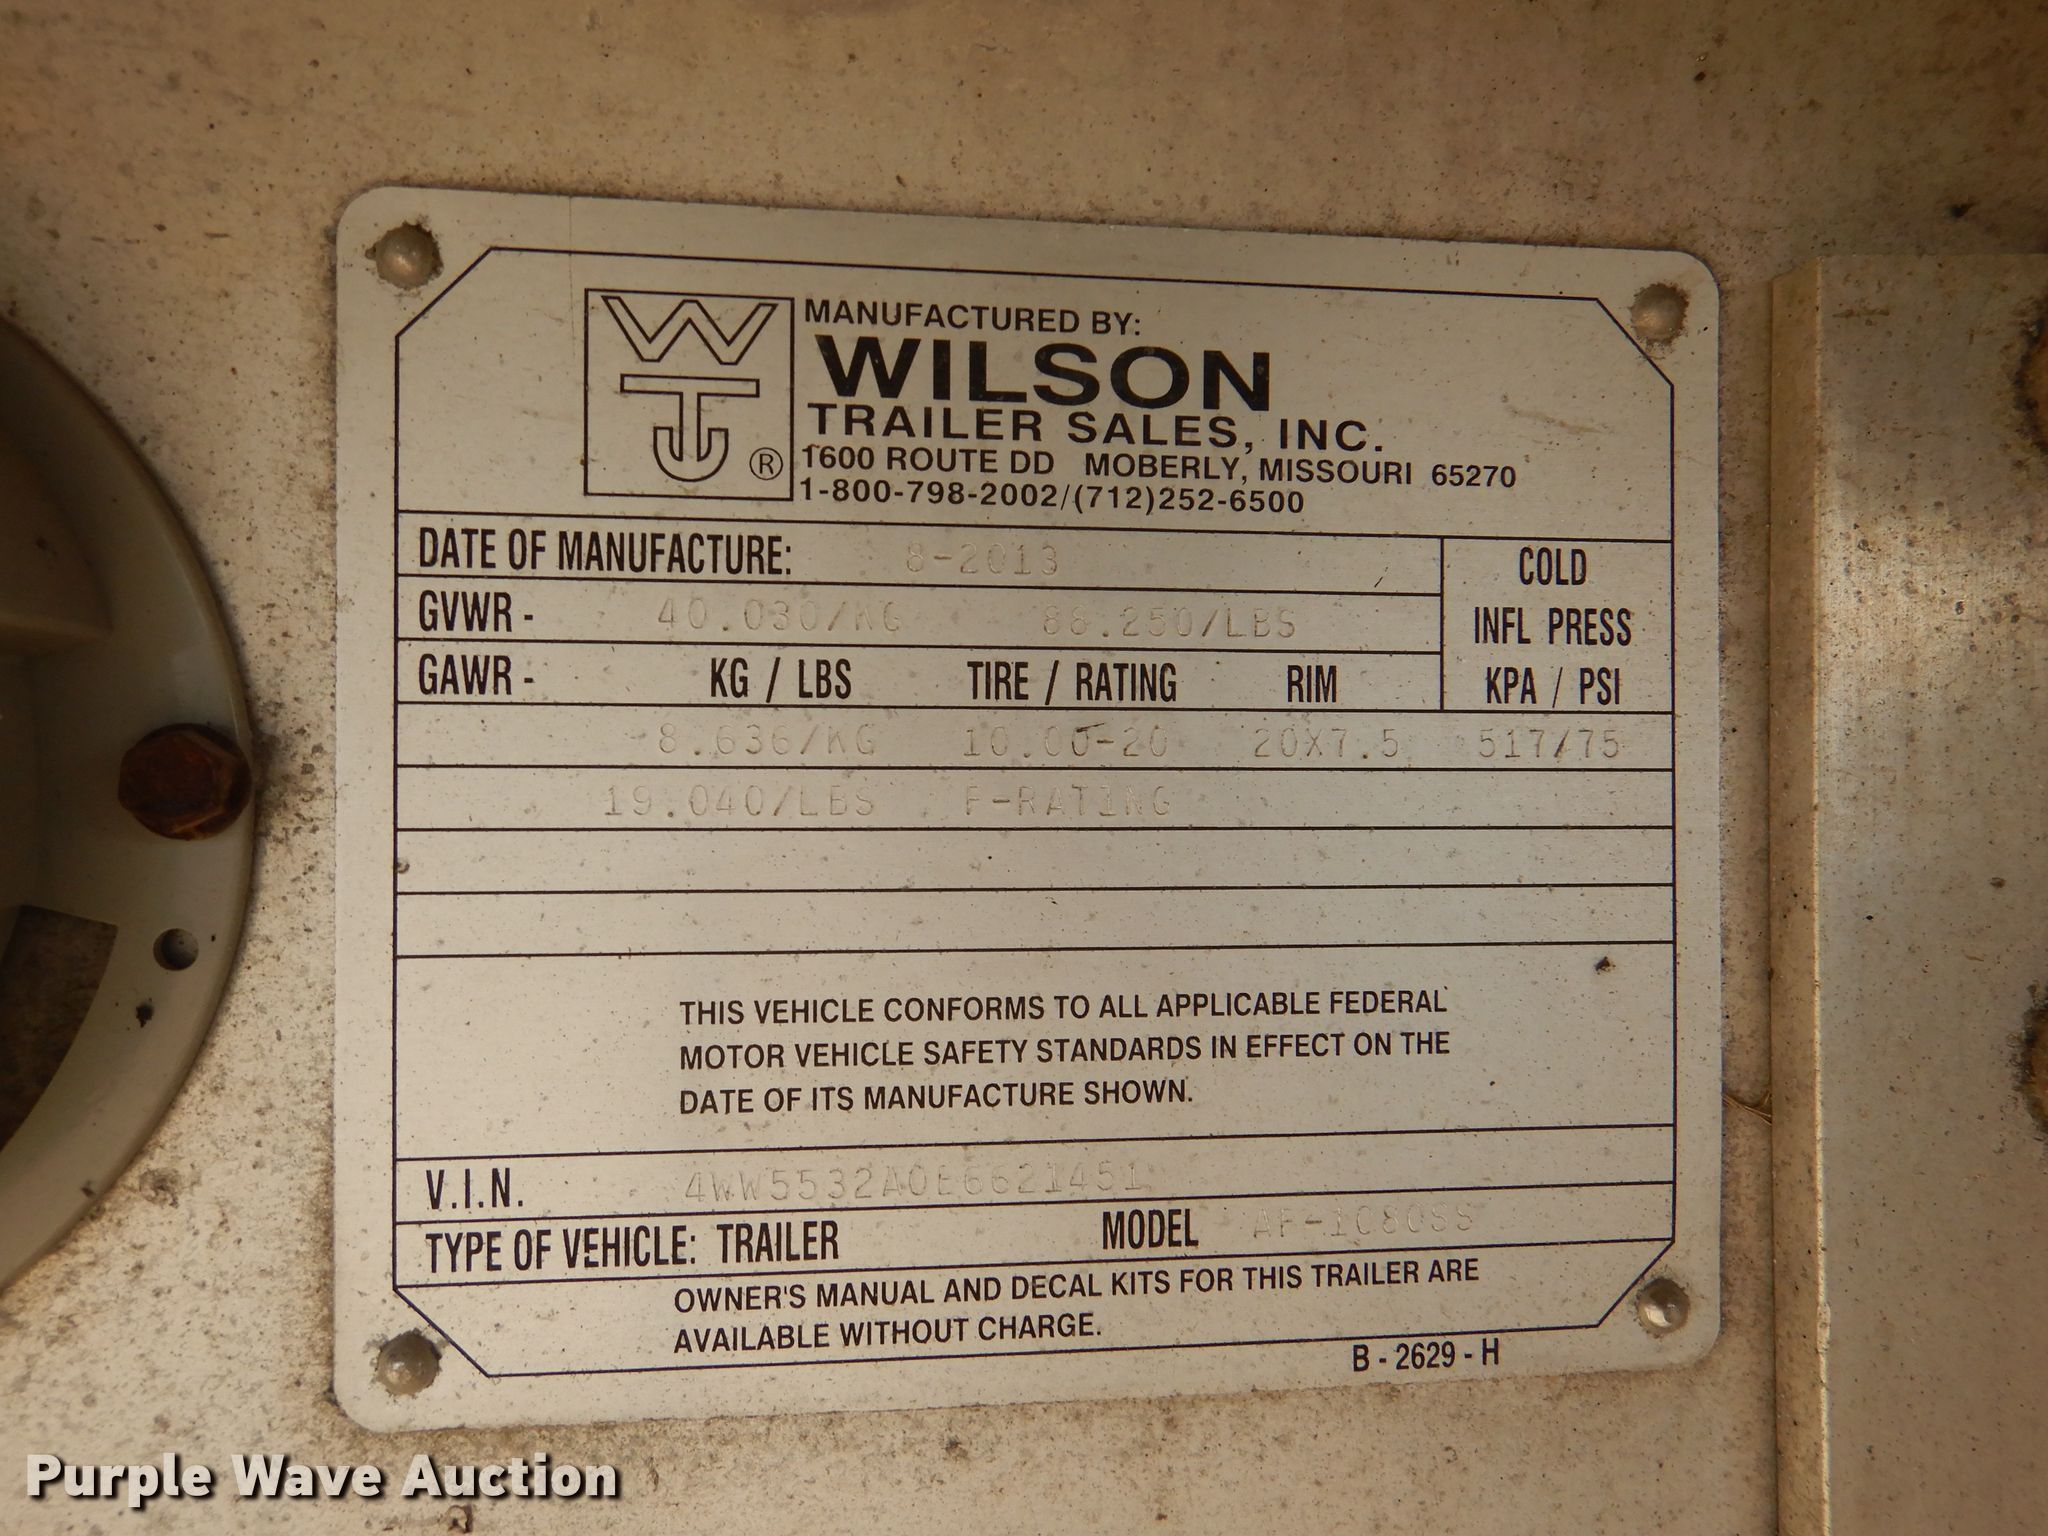 WTJ ®
MANUFACTURED BY:
WILSON
TRAILER SALES, INC.
1600 ROUTE DD MOBERLY, MISSOURI 65270
1-800-798-2002/(712)252-6500
DATE OF MANUFACTURE: 8-2013
GVWR - 40.030/KG 88.250/LBS
COLD
INFL PRESS
KPA / PSI
GAWR - KG / LBS TIRE / RATING RIM
8.636/KG 10.00-20 20X7.5 517/75
19.040/LBS F-RATING
THIS VEHICLE CONFORMS TO ALL APPLICABLE FEDERAL
MOTOR VEHICLE SAFETY STANDARDS IN EFFECT ON THE
DATE OF ITS MANUFACTURE SHOWN.
V.I.N. 4WW5532A0E6621451
TYPE OF VEHICLE: TRAILER MODEL AF-1080SS
OWNER'S MANUAL AND DECAL KITS FOR THIS TRAILER ARE
AVAILABLE WITHOUT CHARGE.
B - 2629 - H
Purple Wave Auction